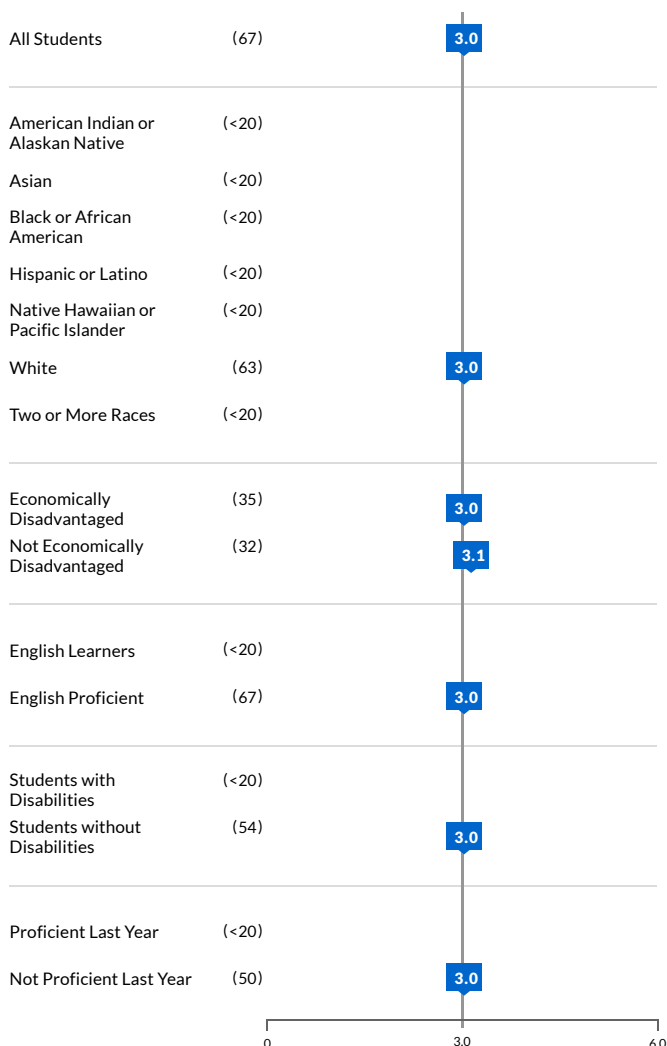 All Students (67) 3.0
American Indian or (<20)
Alaskan Native
Asian (<20)
Black or African (<20)
American
Hispanic or Latino (<20)
Native Hawaiian or (<20)
Pacific Islander
White (63) 3.0
Two or More Races (<20)
Economically (35) 3.0
Disadvantaged
Not Economically (32) 3.1
Disadvantaged
English Learners (<20)
English Proficient (67) 3.0
Students with (<20)
Disabilities
Students without (54) 3.0
Disabilities
Proficient Last Year (<20)
Not Proficient Last Year (50) 3.0
0 3.0 6.0